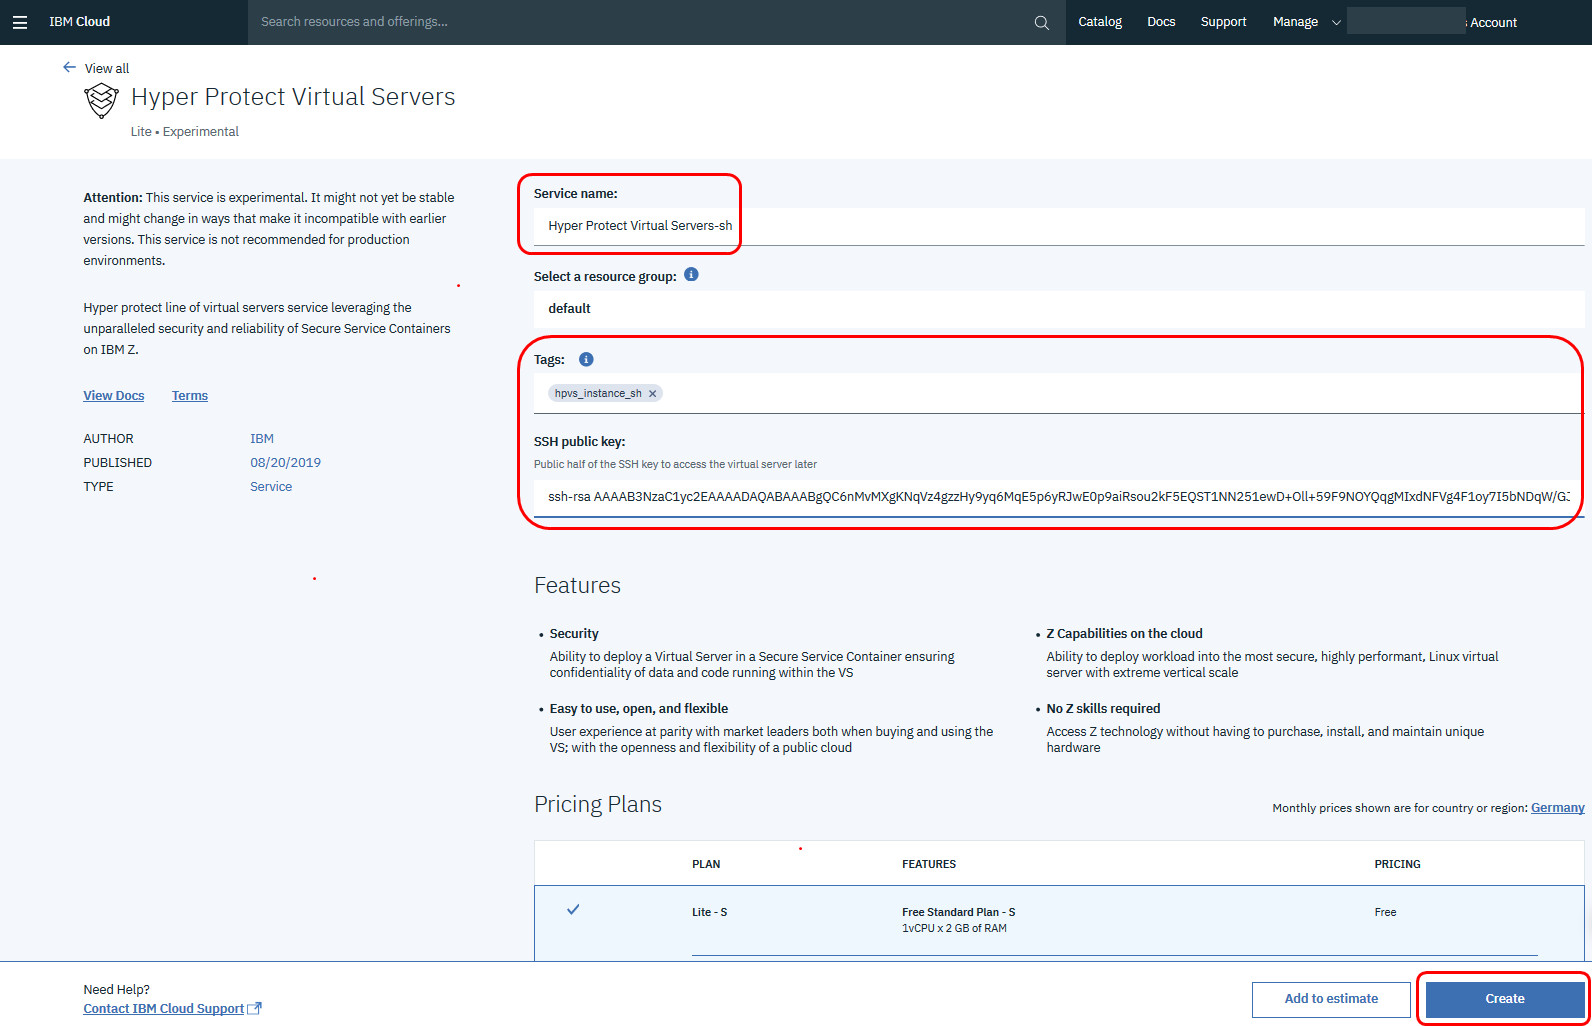 IBM Cloud
Search resources and offerings...
Catalog
Docs
Support
Manage
Account
View all
Hyper Protect Virtual Servers
Lite • Experimental
Attention: This service is experimental. It might not yet be stable
and might change in ways that make it incompatible with earlier
versions. This service is not recommended for production
environments.
Hyper protect line of virtual servers service leveraging the
unparalleled security and reliability of Secure Service Containers
on IBM Z.
View Docs
Terms
AUTHOR
IBM
PUBLISHED
08/20/2019
TYPE
Service
Service name:
Hyper Protect Virtual Servers-sh
Select a resource group:
default
Tags:
hpvs_instance_sh
SSH public key:
Public half of the SSH key to access the virtual server later
ssh-rsa AAAAB3NzaC1yc2EAAAADAQABAAABgQC6nMvMXgKNqVz4gzzHy9yq6MqE5p6yRJwE0p9aiRsou2kF5EQST1NN251ewD+Oll+59F9NOYQqgMIxdNFVg4F1oy7I5bNDqW/GJ
Features
• Security
Ability to deploy a Virtual Server in a Secure Service Container ensuring
confidentiality of data and code running within the VS
• Z Capabilities on the cloud
Ability to deploy workload into the most secure, highly performant, Linux virtual
server with extreme vertical scale
• Easy to use, open, and flexible
User experience at parity with market leaders both when buying and using the
VS; with the openness and flexibility of a public cloud
• No Z skills required
Access Z technology without having to purchase, install, and maintain unique
hardware
Pricing Plans
Monthly prices shown are for country or region: Germany
PLAN
FEATURES
PRICING
Lite - S
Free Standard Plan - S
1vCPU x 2 GB of RAM
Free
Need Help?
Contact IBM Cloud Support
Add to estimate
Create